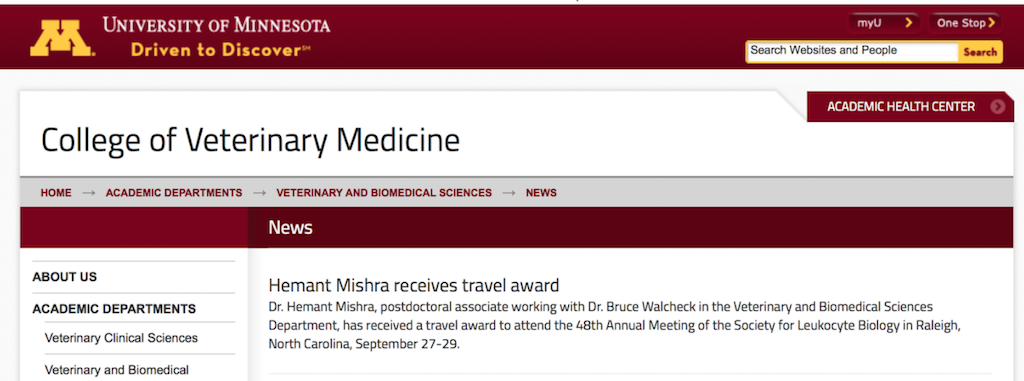 UNIVERSITY OF MINNESOTA
Driven to Discover℠
myU
One Stop
Search Websites and People
Search
ACADEMIC HEALTH CENTER
College of Veterinary Medicine
HOME → ACADEMIC DEPARTMENTS → VETERINARY AND BIOMEDICAL SCIENCES → NEWS
News
ABOUT US
ACADEMIC DEPARTMENTS
Veterinary Clinical Sciences
Veterinary and Biomedical
Hemant Mishra receives travel award
Dr. Hemant Mishra, postdoctoral associate working with Dr. Bruce Walcheck in the Veterinary and Biomedical Sciences
Department, has received a travel award to attend the 48th Annual Meeting of the Society for Leukocyte Biology in Raleigh,
North Carolina, September 27-29.